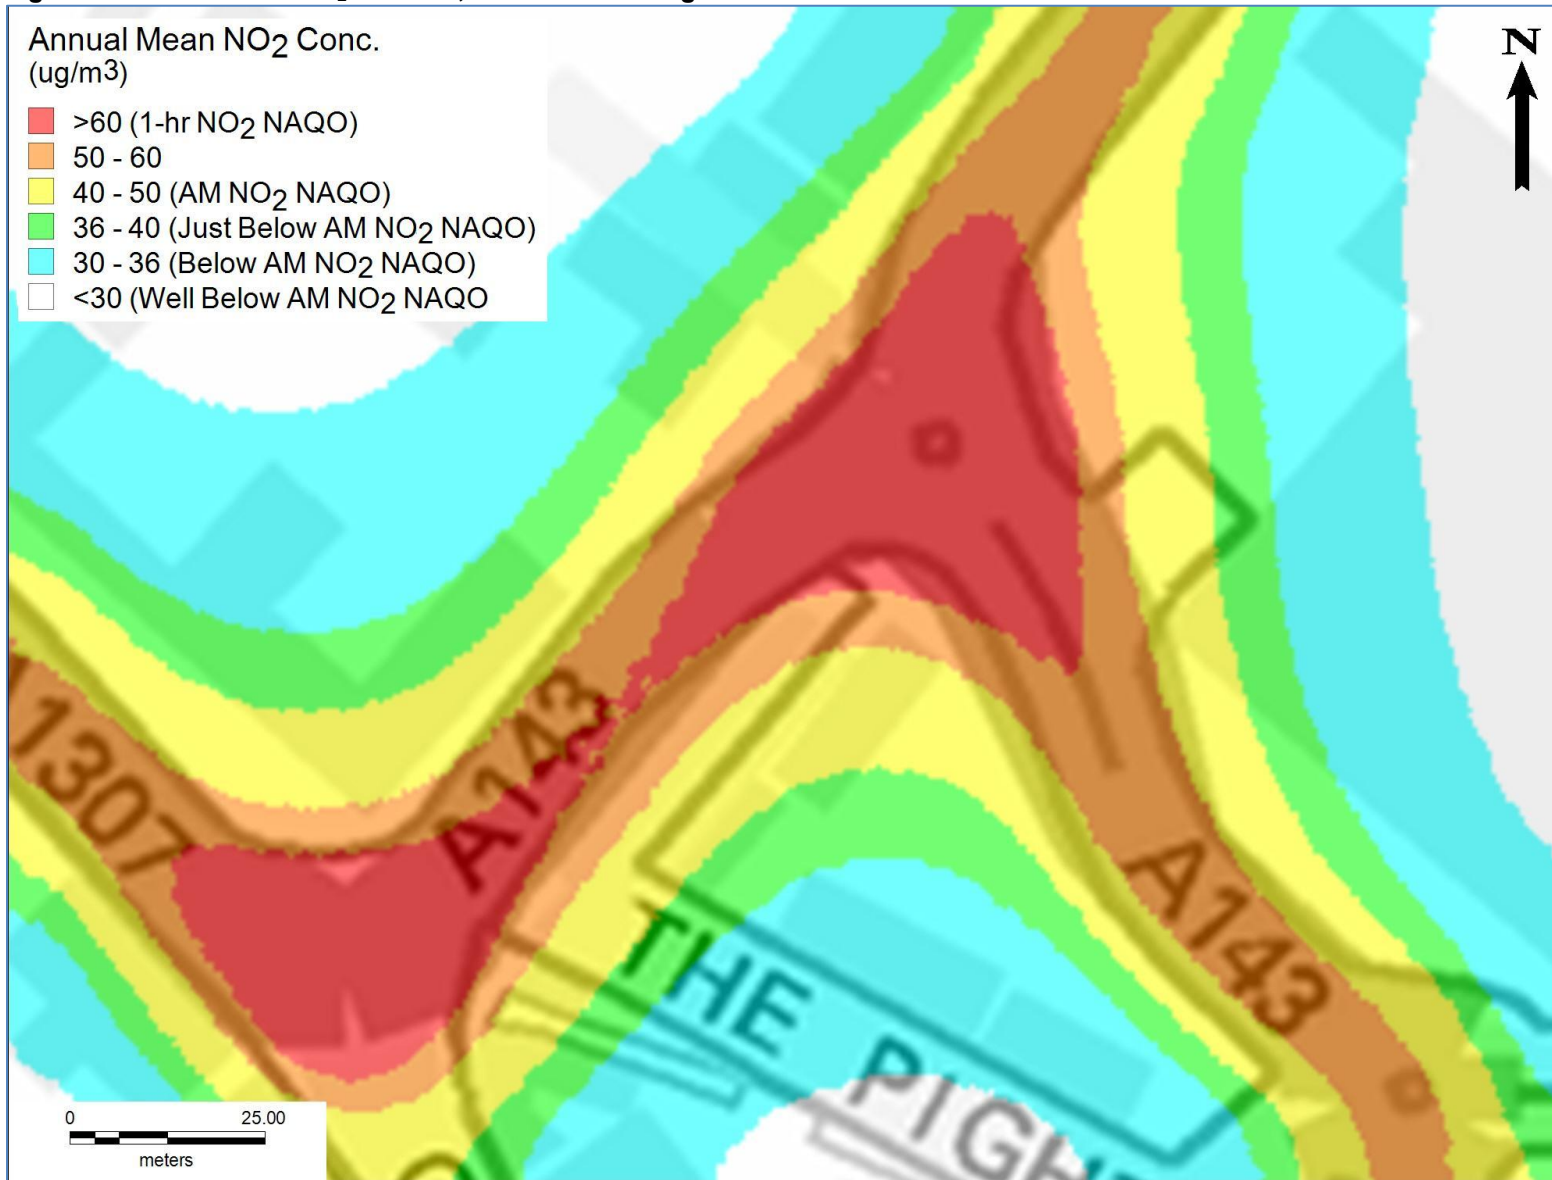 Annual Mean NO2 Conc.
(ug/m3)
>60 (1-hr NO2 NAQO)
50 - 60
40 - 50 (AM NO2 NAQO)
36 - 40 (Just Below AM NO2 NAQO)
30 - 36 (Below AM NO2 NAQO)
<30 (Well Below AM NO2 NAQO
N
A143
1307
A143
THE PIGH
0 25.00
meters